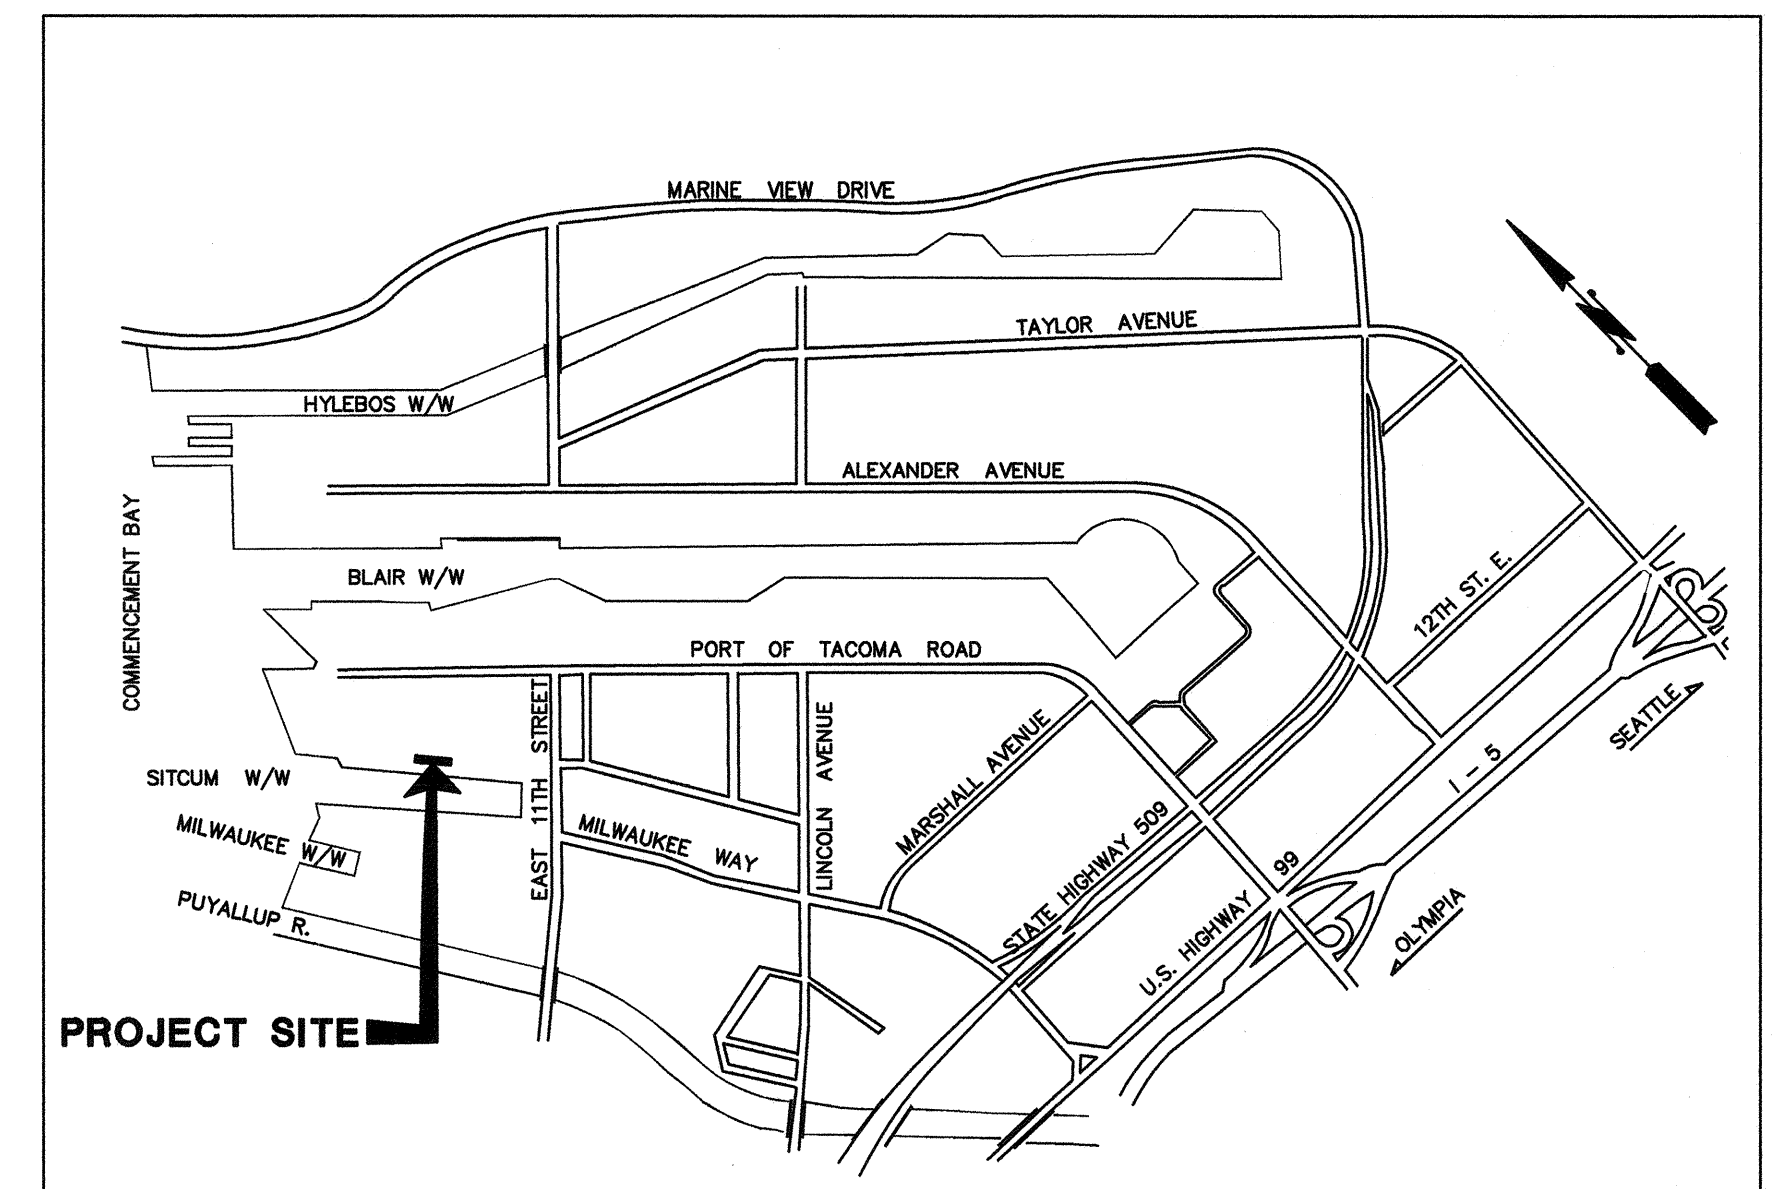 MARINE VIEW DRIVE
TAYLOR AVENUE
N
HYLEBOS W/W
ALEXANDER AVENUE
COMMENCEMENT BAY
BLAIR W/W
12TH ST. E.
PORT OF TACOMA ROAD
SEATTLE
EAST 11TH STREET
LINCOLN AVENUE
MARSHALL AVENUE
I-5
SITCUM W/W
MILWAUKEE W/W
MILWAUKEE WAY
STATE HIGHWAY 509
U.S. HIGHWAY 99
OLYMPIA
PUYALLUP R.
PROJECT SITE